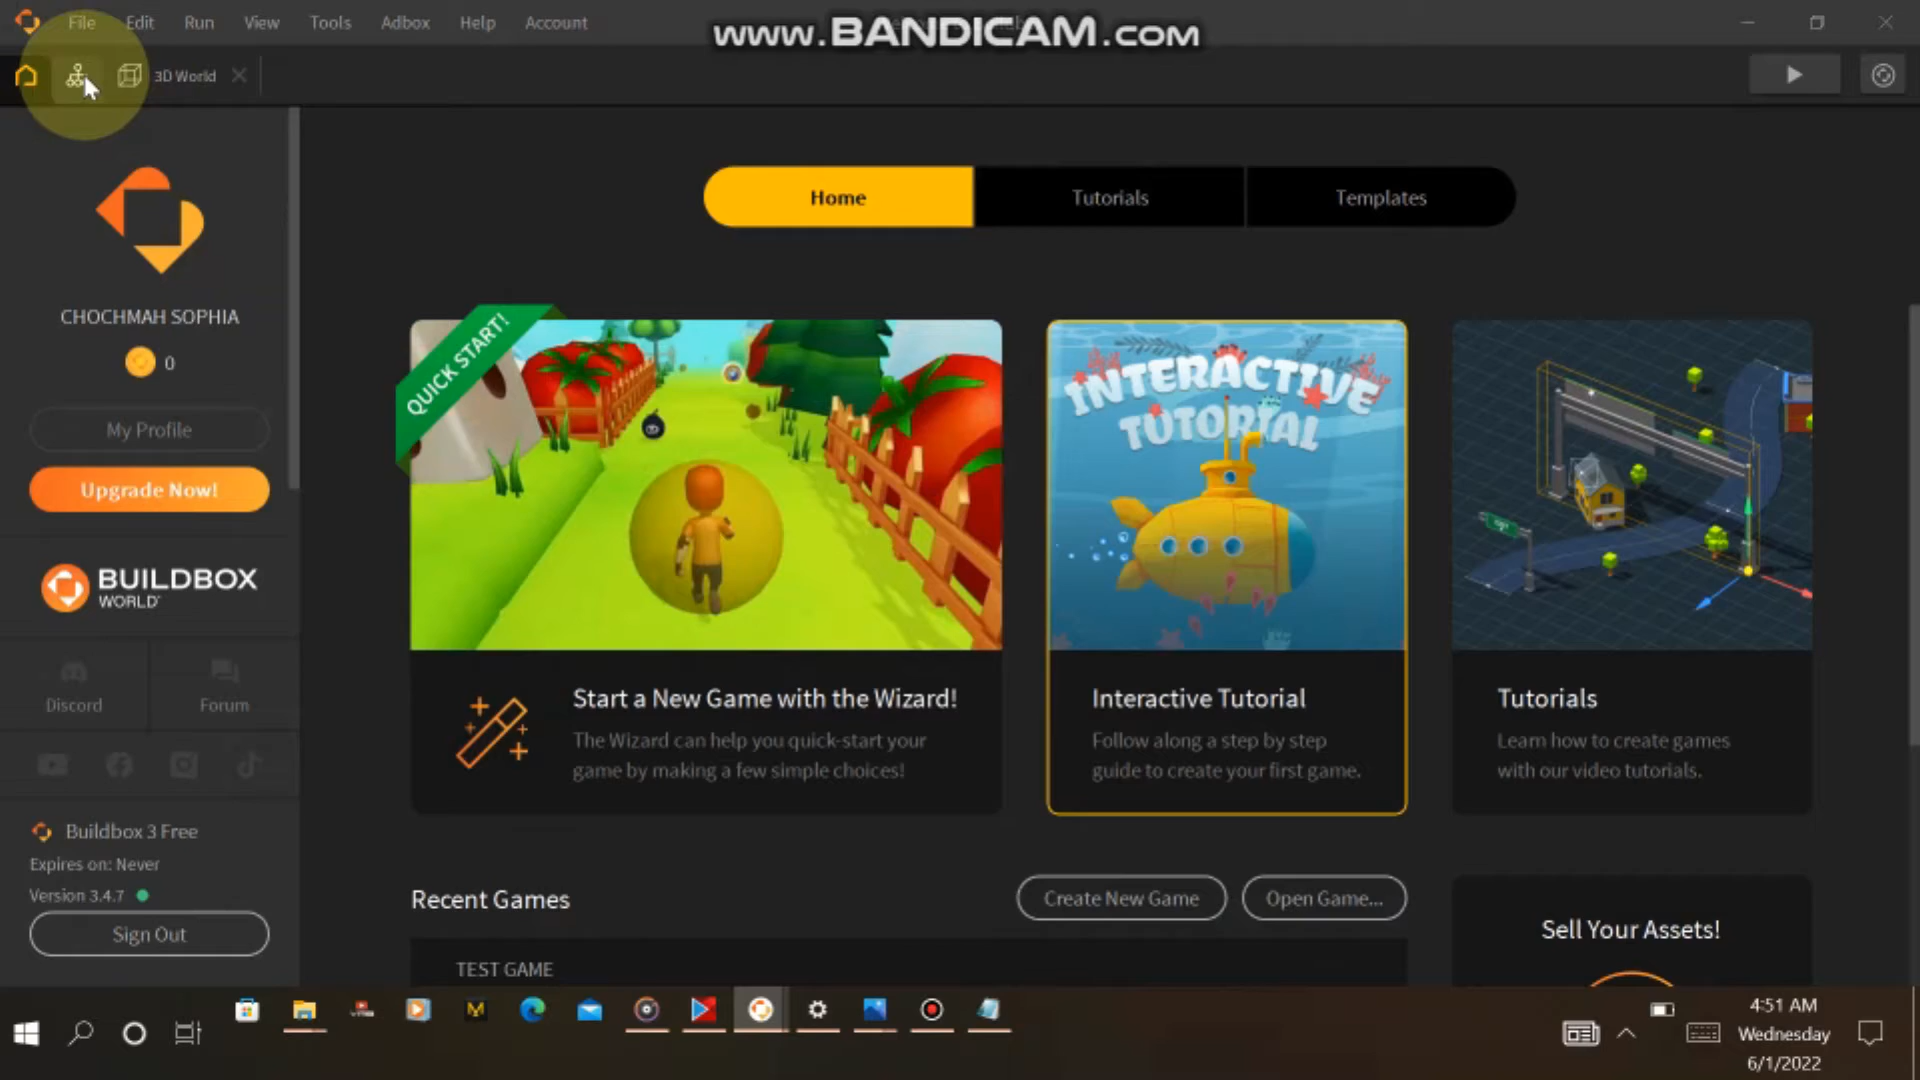 File Edit Run View Tools Adbox Help Account
www.BANDICAM.com
3D World
Home Tutorials Templates
CHOCHMAH SOPHIA
0
My Profile
Upgrade Now!
BUILDBOX
WORLD
Discord Forum
Buildbox 3 Free
Expires on: Never
Version 3.4.7
Sign Out
QUICK START!
Start a New Game with the Wizard!
The Wizard can help you quick-start your
game by making a few simple choices!
INTERACTIVE
TUTORIAL
Interactive Tutorial
Follow along a step by step
guide to create your first game.
Tutorials
Learn how to create games
with our video tutorials.
Recent Games
Create New Game Open Game...
TEST GAME
Sell Your Assets!
4:51 AM
Wednesday
6/1/2022